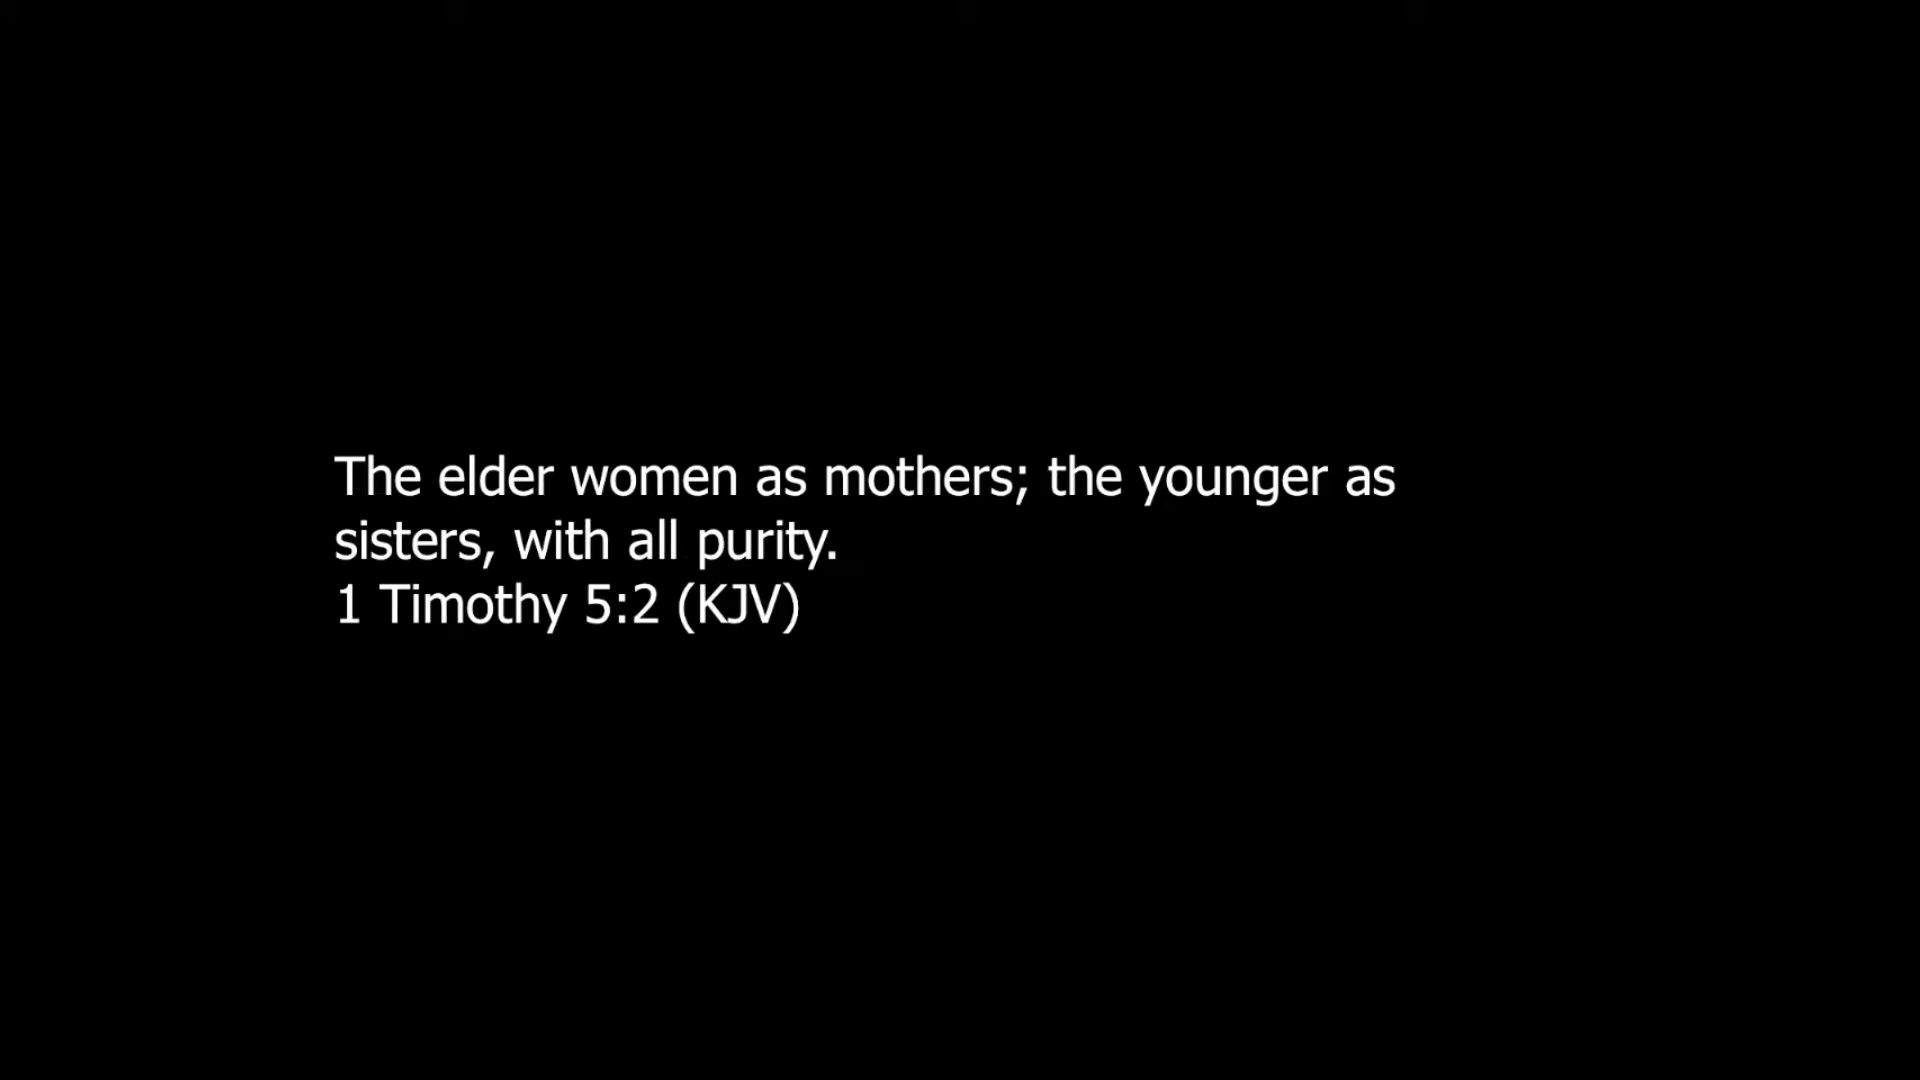 The elder women as mothers; the younger as
sisters, with all purity.
1 Timothy 5:2 (KJV)